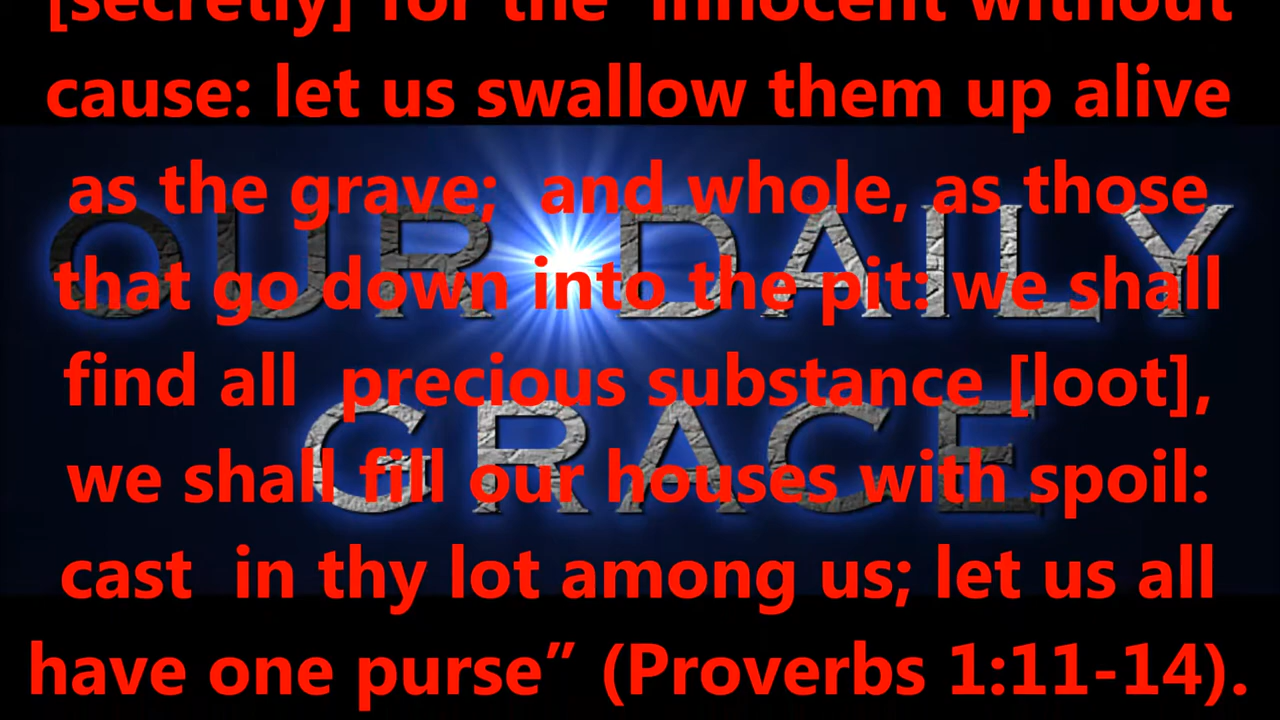 [secretly] for the innocent without
cause: let us swallow them up alive
as the grave; and whole, as those
that go down into the pit: we shall
find all precious substance [loot],
we shall fill our houses with spoil:
cast in thy lot among us; let us all
have one purse” (Proverbs 1:11-14).
OUR DAILY
GRACE